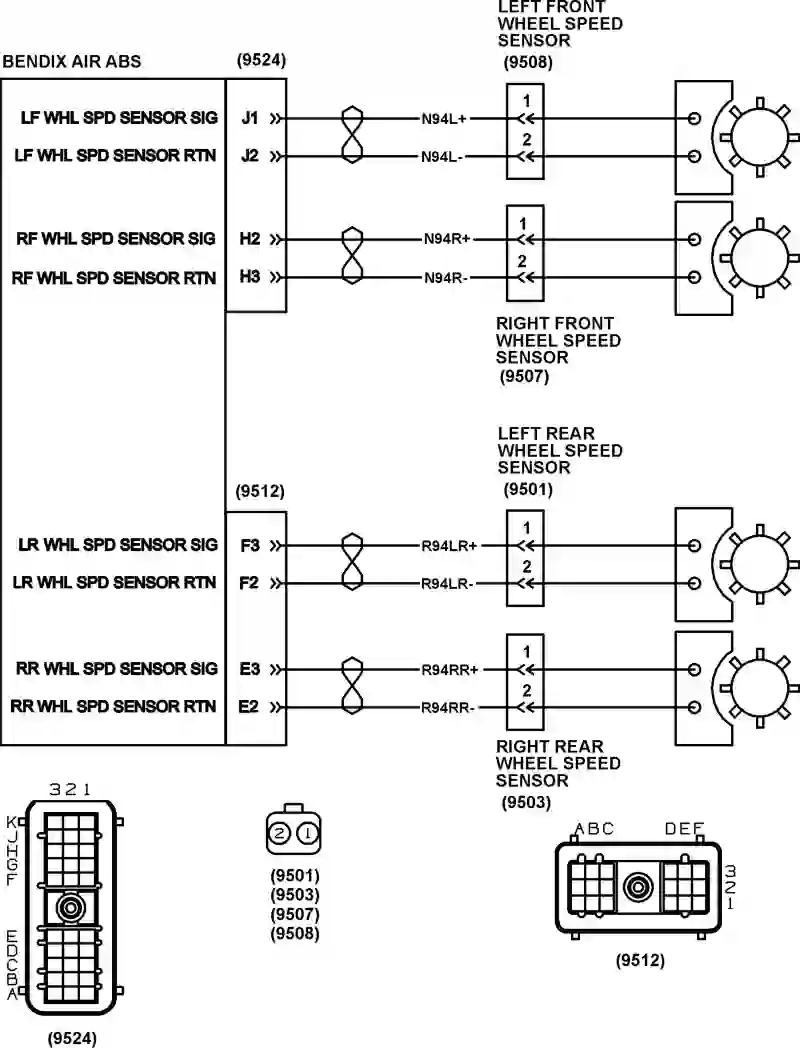 LEFT FRONT
WHEEL SPEED
SENSOR
(9508)
BENDIX AIR ABS
(9524)
LF WHL SPD SENSOR SIG J1 N94L+ 1
LF WHL SPD SENSOR RTN J2 N94L- 2
RF WHL SPD SENSOR SIG H2 N94R+ 1
RF WHL SPD SENSOR RTN H3 N94R- 2
RIGHT FRONT
WHEEL SPEED
SENSOR
(9507)
LEFT REAR
WHEEL SPEED
SENSOR
(9501)
(9512)
LR WHL SPD SENSOR SIG F3 R94LR+ 1
LR WHL SPD SENSOR RTN F2 R94LR- 2
RR WHL SPD SENSOR SIG E3 R94RR+ 1
RR WHL SPD SENSOR RTN E2 R94RR- 2
RIGHT REAR
WHEEL SPEED
SENSOR
(9503)
3 2 1
K
J
H
G
F
E
D
C
B
A
(9524)
2 1
(9501)
(9503)
(9507)
(9508)
ABC DEF
3
2
1
(9512)